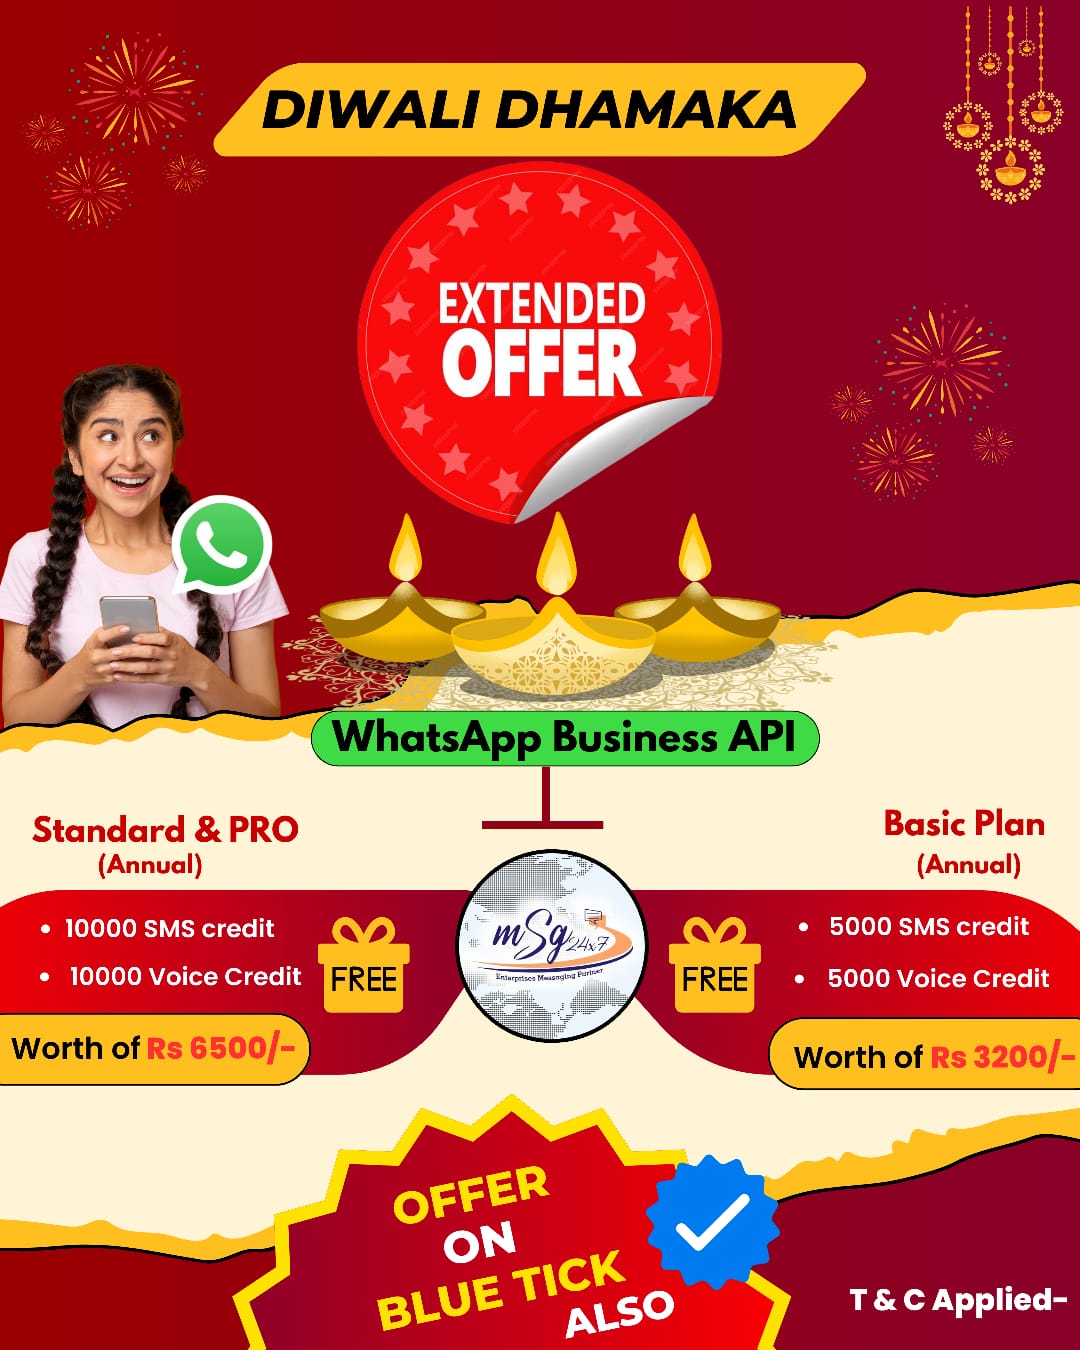 DIWALI DHAMAKA
EXTENDED
OFFER
WhatsApp Business API
Standard & PRO
(Annual)
• 10000 SMS credit
• 10000 Voice Credit
FREE
Worth of Rs 6500/-
mSg 24x7
Enterprises Messaging Partner
Basic Plan
(Annual)
• 5000 SMS credit
• 5000 Voice Credit
FREE
Worth of Rs 3200/-
OFFER
ON
BLUE TICK
ALSO
T & C Applied-